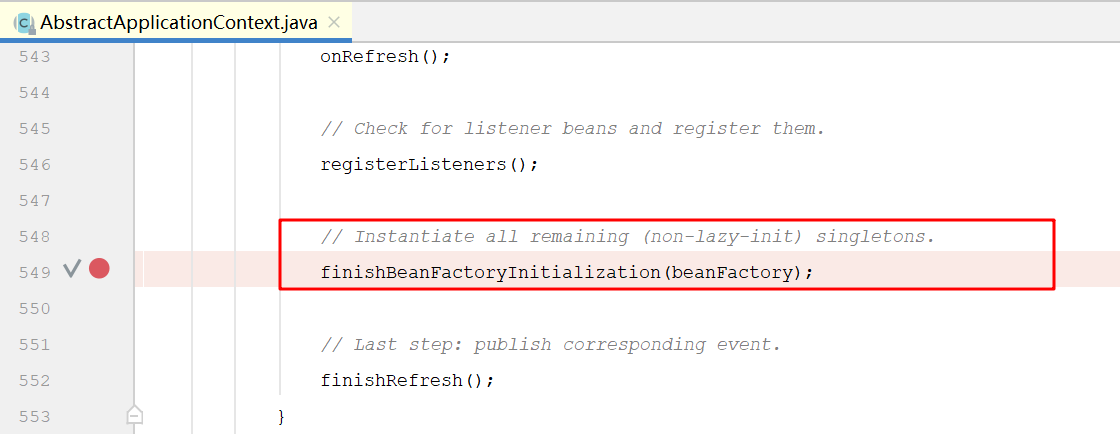 AbstractApplicationContext.java
543 onRefresh();
544
545 // Check for listener beans and register them.
546 registerListeners();
547
548 // Instantiate all remaining (non-lazy-init) singletons.
549 finishBeanFactoryInitialization(beanFactory);
550
551 // Last step: publish corresponding event.
552 finishRefresh();
553 }